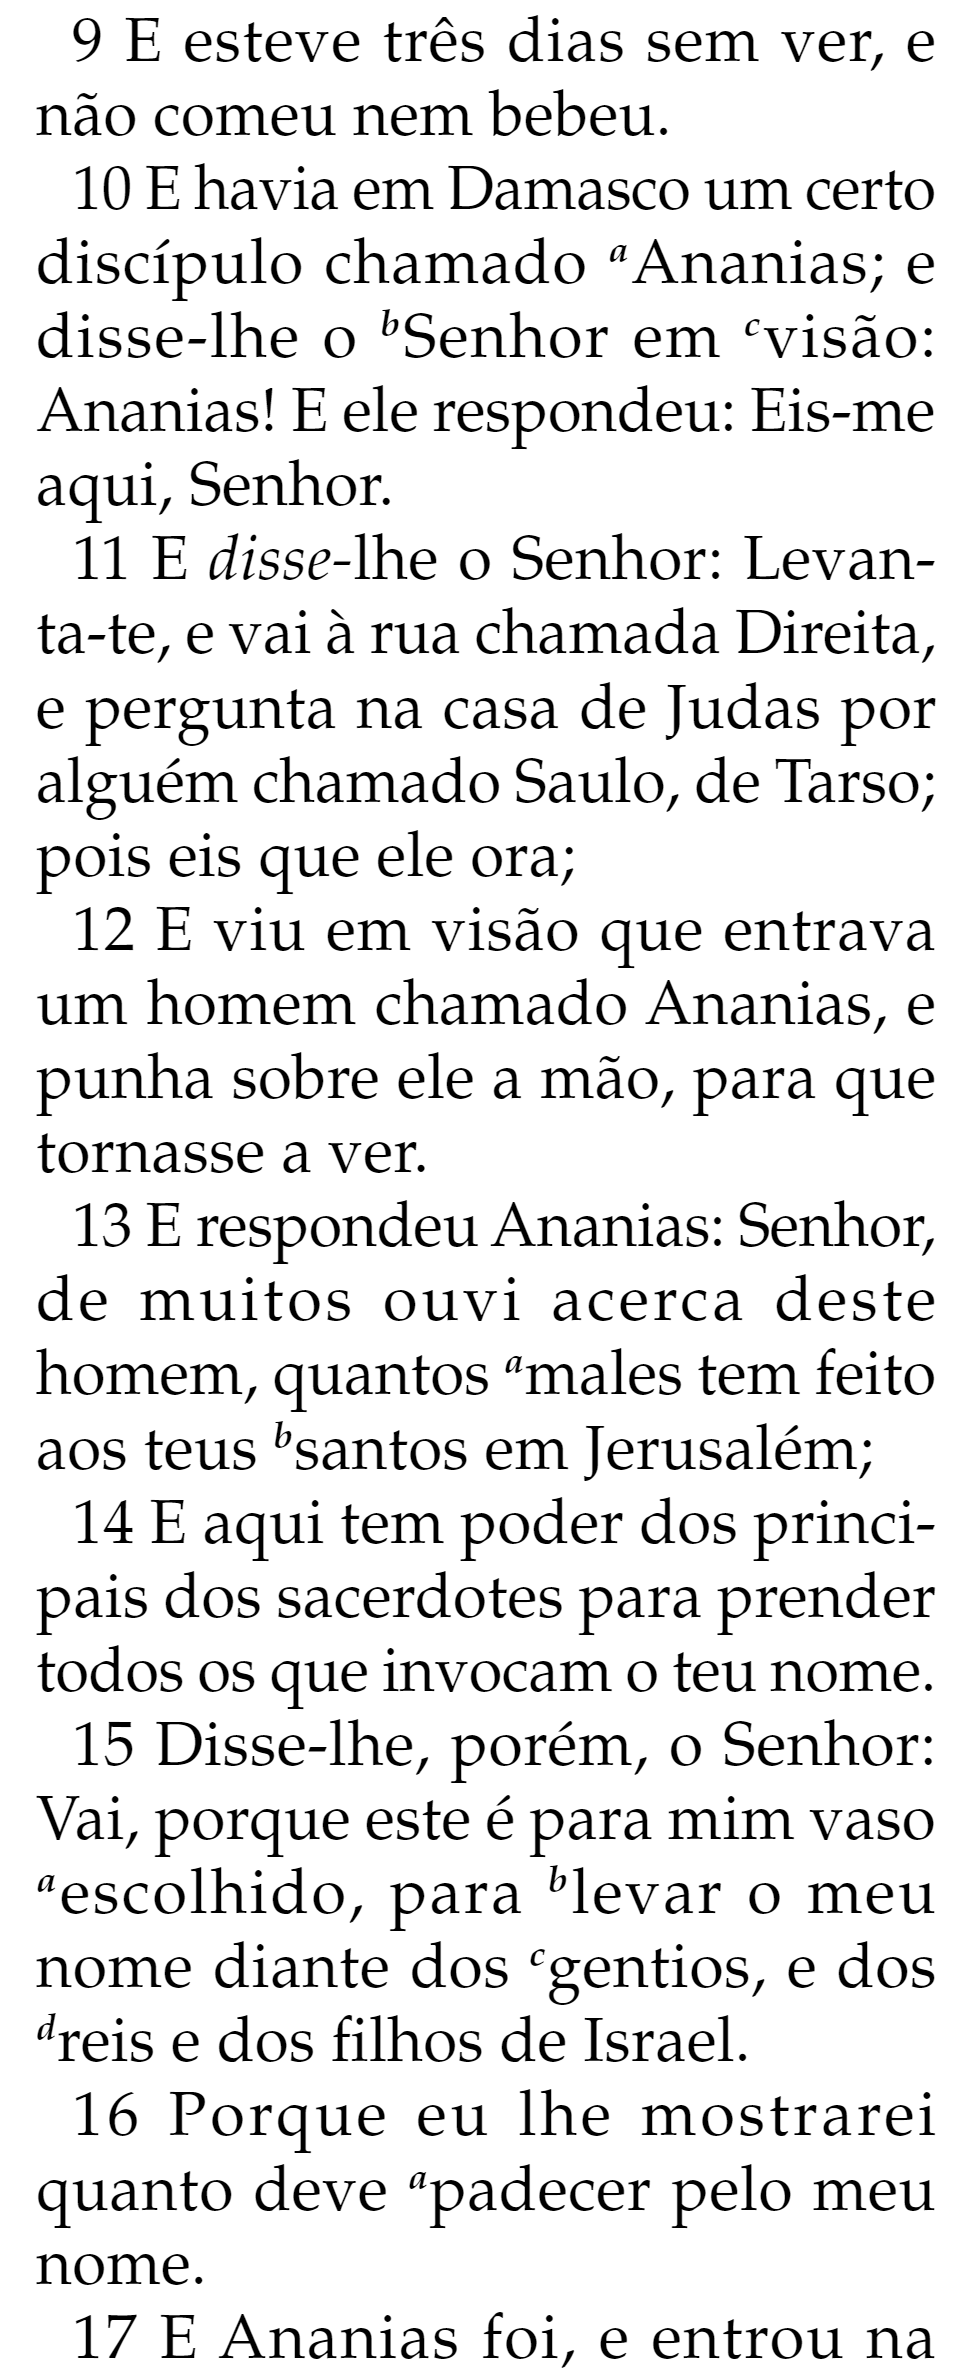 9 E esteve três dias sem ver, e
não comeu nem bebeu.
10 E havia em Damasco um certo
discípulo chamado aAnanias; e
disse-lhe o bSenhor em cvisão:
Ananias! E ele respondeu: Eis-me
aqui, Senhor.
11 E disse-lhe o Senhor: Levan-
ta-te, e vai à rua chamada Direita,
e pergunta na casa de Judas por
alguém chamado Saulo, de Tarso;
pois eis que ele ora;
12 E viu em visão que entrava
um homem chamado Ananias, e
punha sobre ele a mão, para que
tornasse a ver.
13 E respondeu Ananias: Senhor,
de muitos ouvi acerca deste
homem, quantos amales tem feito
aos teus bsantos em Jerusalém;
14 E aqui tem poder dos princi-
pais dos sacerdotes para prender
todos os que invocam o teu nome.
15 Disse-lhe, porém, o Senhor:
Vai, porque este é para mim vaso
aescolhido, para blevar o meu
nome diante dos cgentios, e dos
dreis e dos filhos de Israel.
16 Porque eu lhe mostrarei
quanto deve apadecer pelo meu
nome.
17 E Ananias foi, e entrou na